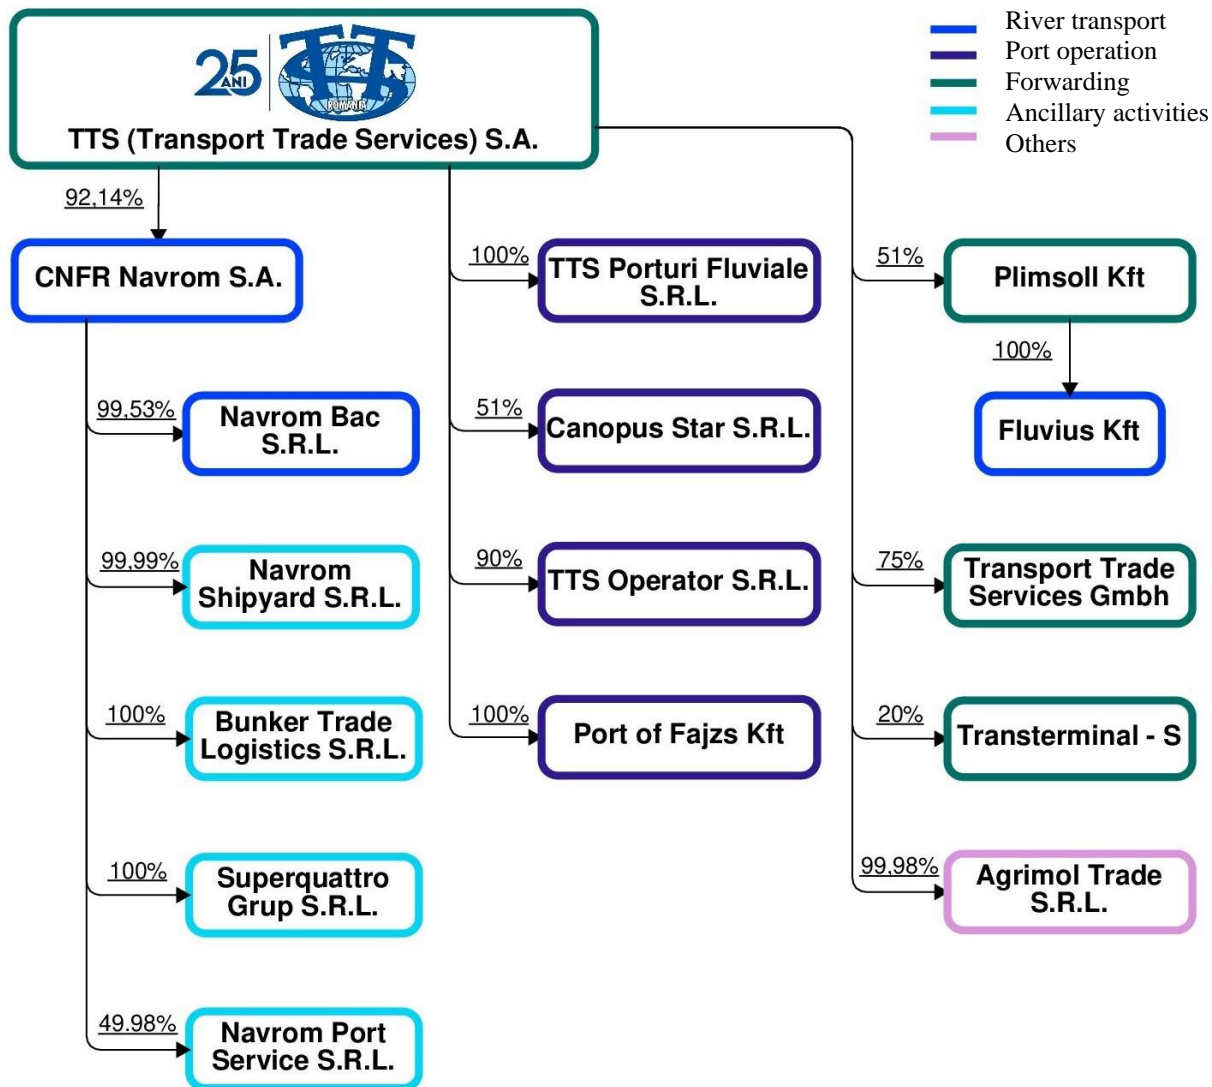 25
ANI
TTS
ROMANIA
TTS (Transport Trade Services) S.A.
River transport
Port operation
Forwarding
Ancillary activities
Others
92,14%
CNFR Navrom S.A.
99,53%
Navrom Bac
S.R.L.
99,99%
Navrom
Shipyard S.R.L.
100%
Bunker Trade
Logistics S.R.L.
100%
Superquattro
Grup S.R.L.
49.98%
Navrom Port
Service S.R.L.
100%
TTS Porturi Fluviale
S.R.L.
51%
Canopus Star S.R.L.
90%
TTS Operator S.R.L.
100%
Port of Fajzs Kft
51%
Plimsoll Kft
100%
Fluvius Kft
75%
Transport Trade
Services Gmbh
20%
Transterminal - S
99,98%
Agrimol Trade
S.R.L.